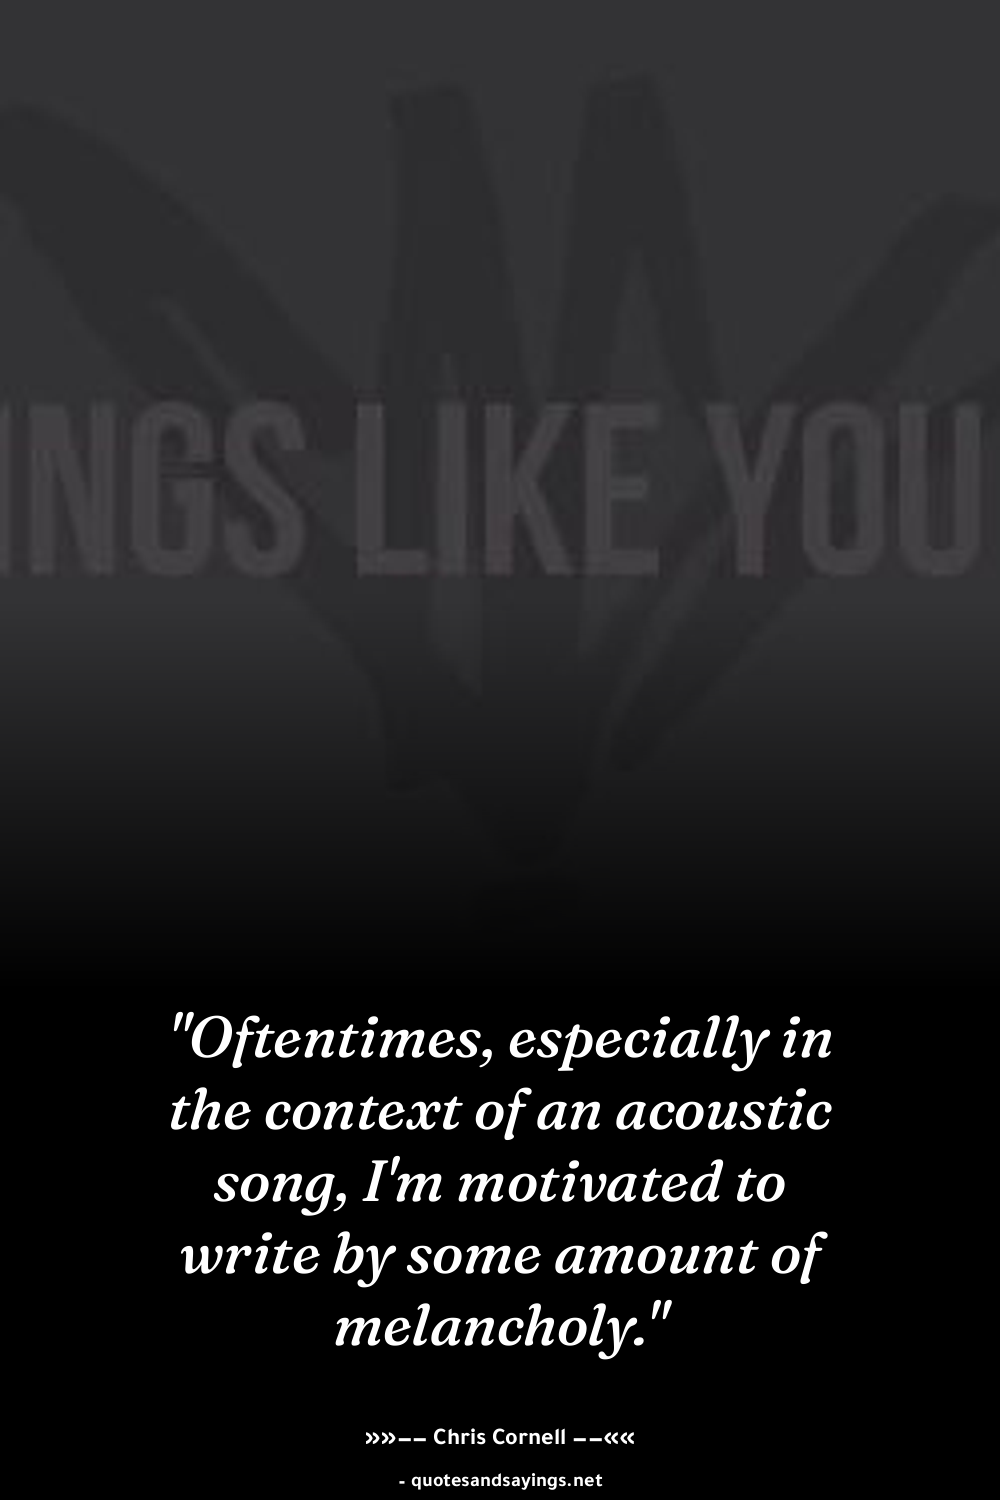 INGS LIKE YOU
"Oftentimes, especially in
the context of an acoustic
song, I'm motivated to
write by some amount of
melancholy."
»»–– Chris Cornell ––««
- quotesandsayings.net